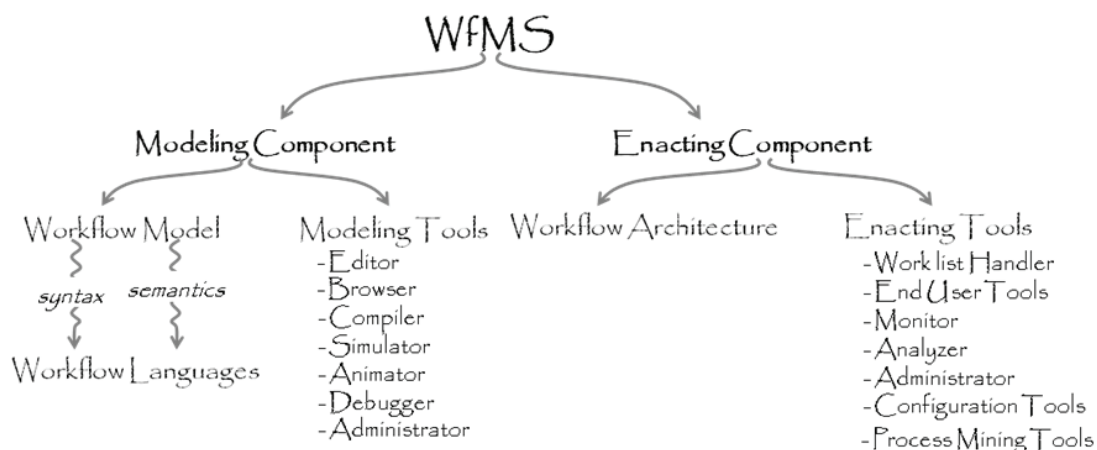 WfMS
Modeling Component
Enacting Component
Workflow Model
Modeling Tools
Workflow Architecture
Enacting Tools
syntax
semantics
Workflow Languages
-Editor
-Browser
-Compiler
-Simulator
-Animator
-Debugger
-Administrator
-Work list Handler
-End User Tools
-Monitor
-Analyzer
-Administrator
-Configuration Tools
-Process Mining Tools